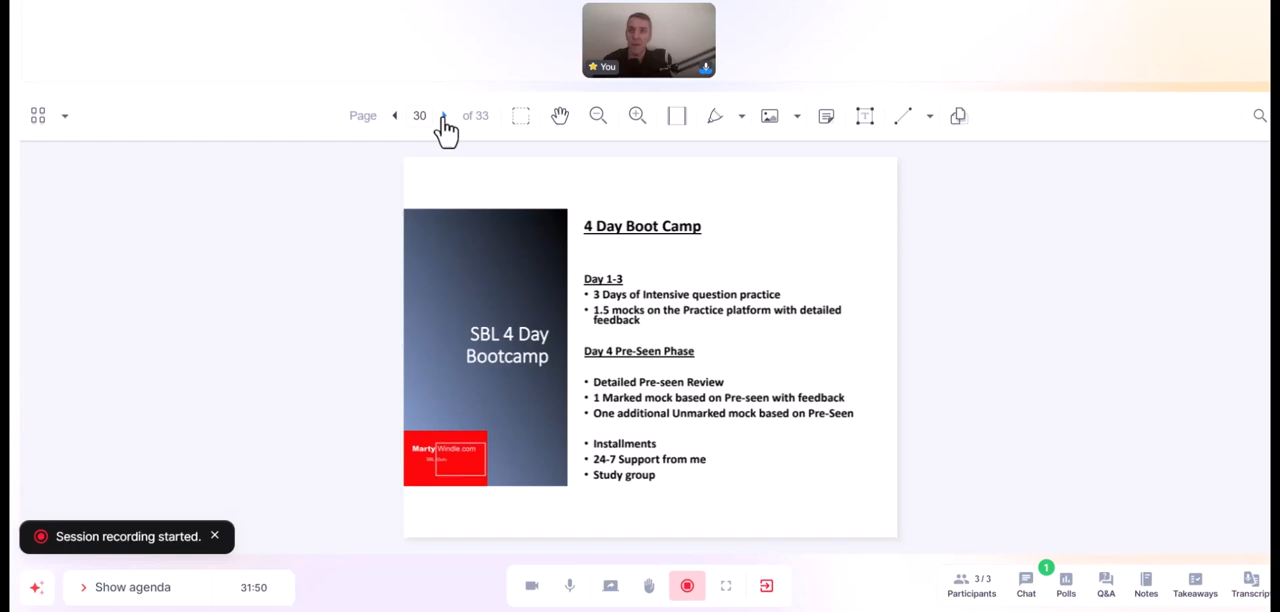 You
Page 30 of 33
4 Day Boot Camp
Day 1-3
• 3 Days of Intensive question practice
• 1.5 mocks on the Practice platform with detailed
feedback
SBL 4 Day
Bootcamp
Day 4 Pre-Seen Phase
• Detailed Pre-seen Review
• 1 Marked mock based on Pre-seen with feedback
• One additional Unmarked mock based on Pre-Seen
• Installments
• 24-7 Support from me
• Study group
MartyWindle.com
SBL
Session recording started.
Show agenda
31:50
3 / 3
1
Participants
Chat
Polls
Q&A
Notes
Takeaways
Transcrip